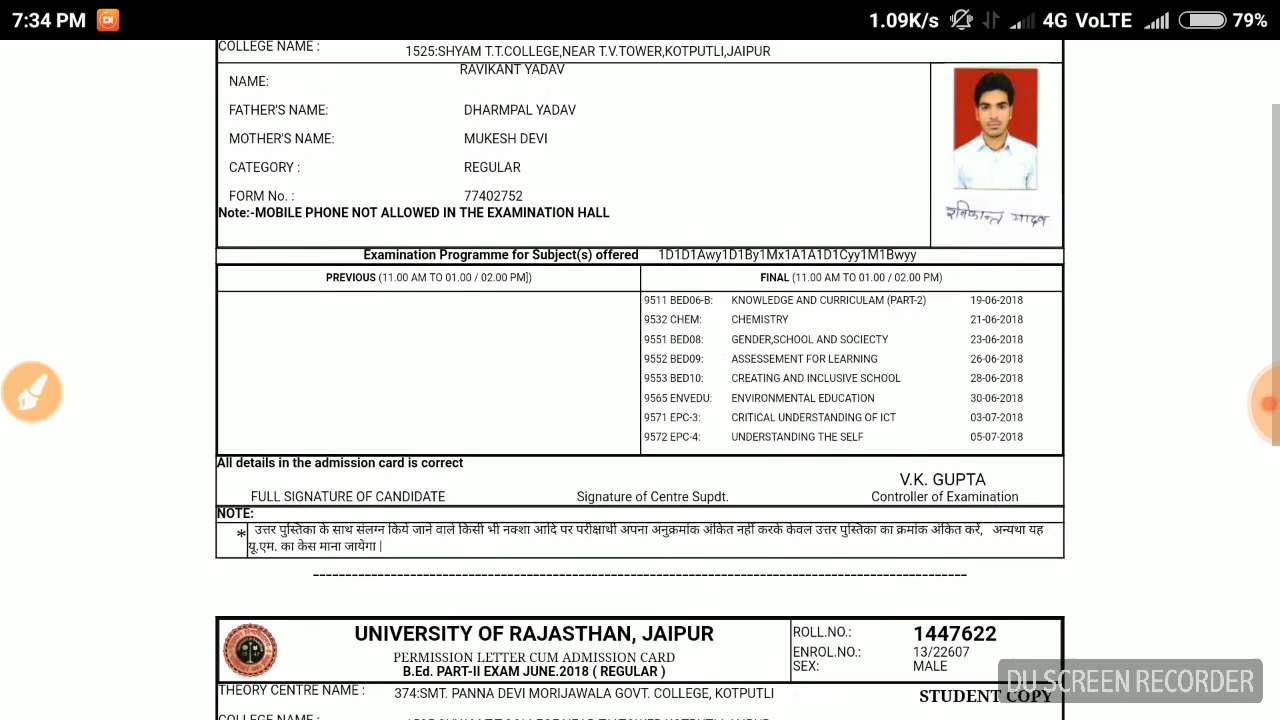 7:34 PM 1.09K/s 4G VoLTE 79%
COLLEGE NAME : 1525:SHYAM T.T.COLLEGE,NEAR T.V.TOWER,KOTPUTLI,JAIPUR
NAME: RAVIKANT YADAV
FATHER'S NAME: DHARMPAL YADAV
MOTHER'S NAME: MUKESH DEVI
CATEGORY : REGULAR
FORM No. : 77402752
Note:-MOBILE PHONE NOT ALLOWED IN THE EXAMINATION HALL
रविकान्त यादव
Examination Programme for Subject(s) offered 1D1D1Awy1D1By1Mx1A1A1D1Cyy1M1Bwyy
PREVIOUS (11.00 AM TO 01.00 / 02.00 PM]) FINAL (11.00 AM TO 01.00 / 02.00 PM)
9511 BED06-B: KNOWLEDGE AND CURRICULAM (PART-2) 19-06-2018
9532 CHEM: CHEMISTRY 21-06-2018
9551 BED08: GENDER,SCHOOL AND SOCIECTY 23-06-2018
9552 BED09: ASSESSEMENT FOR LEARNING 26-06-2018
9553 BED10: CREATING AND INCLUSIVE SCHOOL 28-06-2018
9565 ENVEDU: ENVIRONMENTAL EDUCATION 30-06-2018
9571 EPC-3: CRITICAL UNDERSTANDING OF ICT 03-07-2018
9572 EPC-4: UNDERSTANDING THE SELF 05-07-2018
All details in the admission card is correct
V.K. GUPTA
FULL SIGNATURE OF CANDIDATE Signature of Centre Supdt. Controller of Examination
NOTE:
* उत्तर पुस्तिका के साथ संलग्न किये जाने वाले किसी भी नक्शा आदि पर परीक्षार्थी अपना अनुक्रमांक अंकित नहीं करके केवल उत्तर पुस्तिका का क्रमांक अंकित करें, अन्यथा यह
यू.एम. का केस माना जायेगा |
UNIVERSITY OF RAJASTHAN, JAIPUR ROLL.NO.: 1447622
PERMISSION LETTER CUM ADMISSION CARD ENROL.NO.: 13/22607
B.Ed. PART-II EXAM JUNE.2018 ( REGULAR ) SEX: MALE
THEORY CENTRE NAME : 374:SMT. PANNA DEVI MORIJAWALA GOVT. COLLEGE, KOTPUTLI STUDENT COPY
DU SCREEN RECORDER